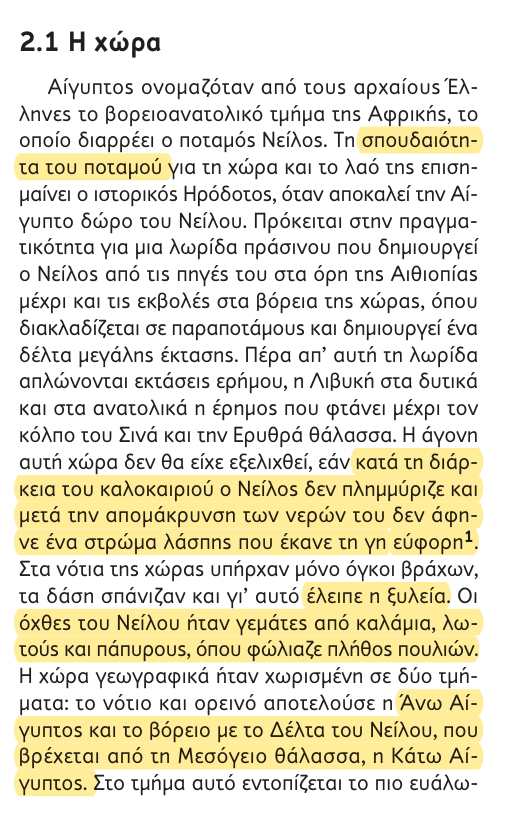 2.1 Η χώρα
Αίγυπτος ονομαζόταν από τους αρχαίους Έλ-
ληνες το βορειοανατολικό τμήμα της Αφρικής, το
οποίο διαρρέει ο ποταμός Νείλος. Τη σπουδαιότη-
τα του ποταμού για τη χώρα και το λαό της επιση-
μαίνει ο ιστορικός Ηρόδοτος, όταν αποκαλεί την Αί-
γυπτο δώρο του Νείλου. Πρόκειται στην πραγμα-
τικότητα για μια λωρίδα πράσινου που δημιουργεί
ο Νείλος από τις πηγές του στα όρη της Αιθιοπίας
μέχρι και τις εκβολές στα βόρεια της χώρας, όπου
διακλαδίζεται σε παραποτάμους και δημιουργεί ένα
δέλτα μεγάλης έκτασης. Πέρα απ’ αυτή τη λωρίδα
απλώνονται εκτάσεις ερήμου, η Λιβυκή στα δυτικά
και στα ανατολικά η έρημος που φτάνει μέχρι τον
κόλπο του Σινά και την Ερυθρά θάλασσα. Η άγονη
αυτή χώρα δεν θα είχε εξελιχθεί, εάν κατά τη διάρ-
κεια του καλοκαιριού ο Νείλος δεν πλημμύριζε και
μετά την απομάκρυνση των νερών του δεν άφη-
νε ένα στρώμα λάσπης που έκανε τη γη εύφορη¹.
Στα νότια της χώρας υπήρχαν μόνο όγκοι βράχων,
τα δάση σπάνιζαν και γι’ αυτό έλειπε η ξυλεία. Οι
όχθες του Νείλου ήταν γεμάτες από καλάμια, λω-
τούς και πάπυρους, όπου φώλιαζε πλήθος πουλιών.
Η χώρα γεωγραφικά ήταν χωρισμένη σε δύο τμή-
ματα: το νότιο και ορεινό αποτελούσε η Άνω Αί-
γυπτος και το βόρειο με το Δέλτα του Νείλου, που
βρέχεται από τη Μεσόγειο θάλασσα, η Κάτω Αί-
γυπτος. Στο τμήμα αυτό εντοπίζεται το πιο ευάλω-